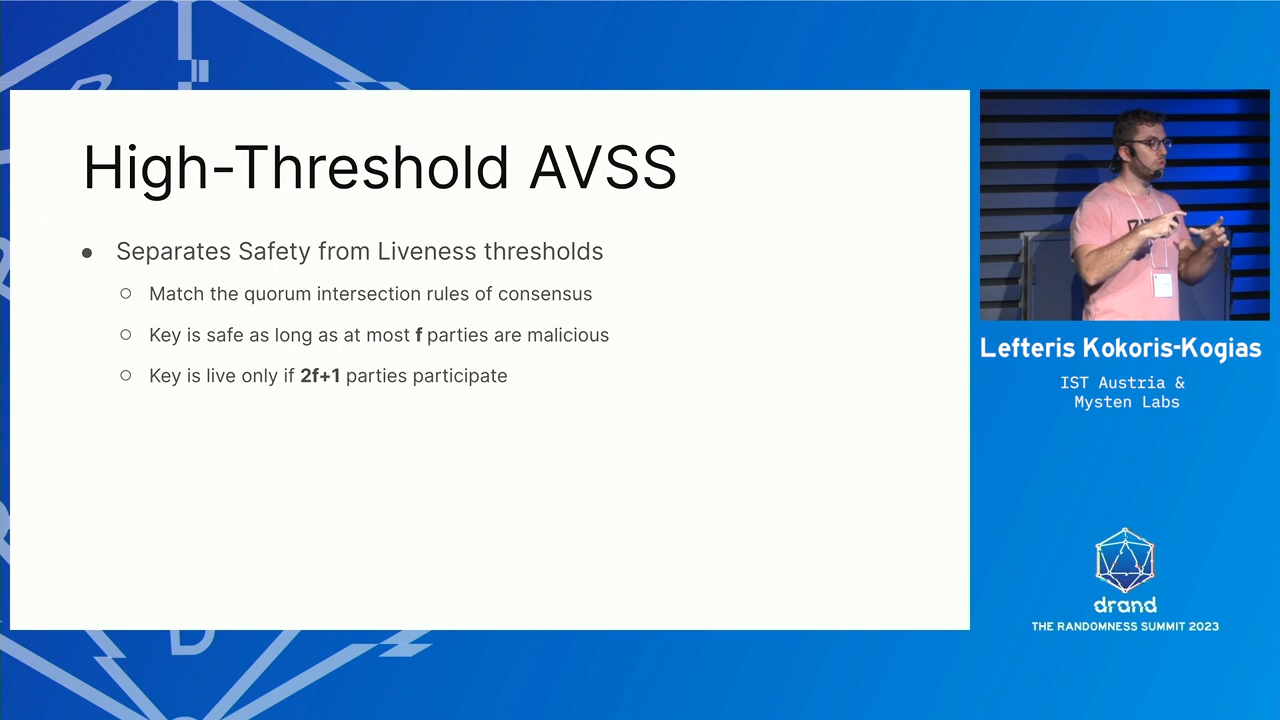 High-Threshold AVSS
● Separates Safety from Liveness thresholds
○ Match the quorum intersection rules of consensus
○ Key is safe as long as at most f parties are malicious
○ Key is live only if 2f+1 parties participate
Lefteris Kokoris-Kogias
IST Austria &
Mysten Labs
drand
THE RANDOMNESS SUMMIT 2023